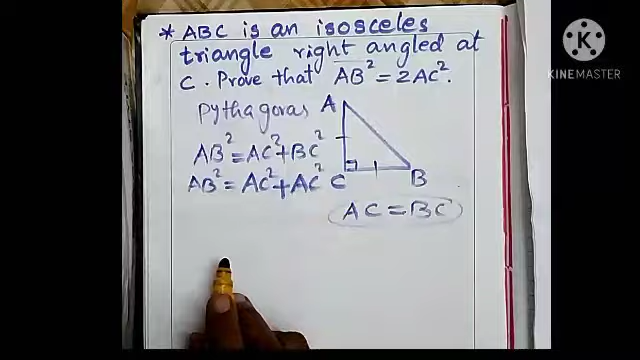 * ABC is an isosceles
triangle right angled at
C. Prove that AB² = 2AC².
Pythagoras
A
AB² = AC² + BC²
AB² = AC² + AC²
C
B
AC = BC
K
KINEMASTER